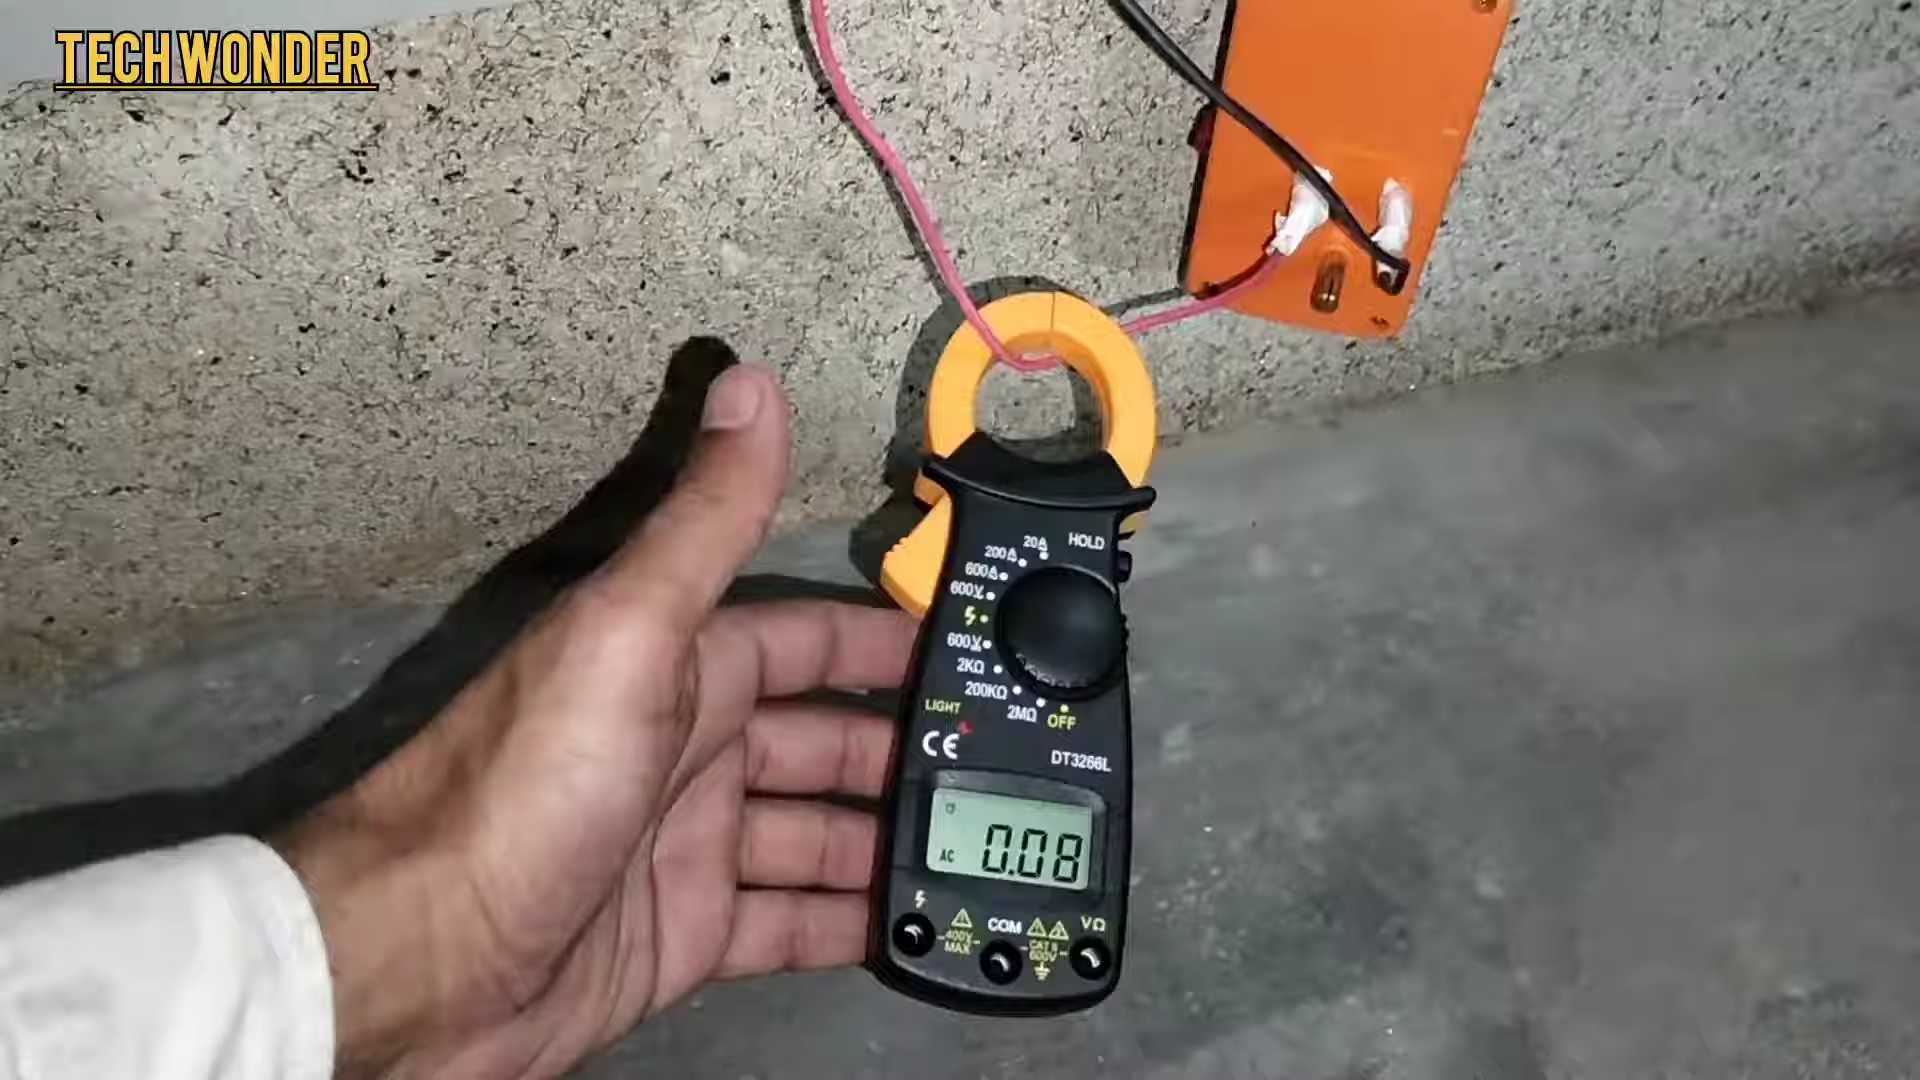 TECH WONDER
HOLD
20A
200A
600A
600V
600V
2KΩ
200KΩ
2MΩ
OFF
LIGHT
CE
DT3266L
AC
0.08
400V
MAX
COM
CAT II
600V
VΩ